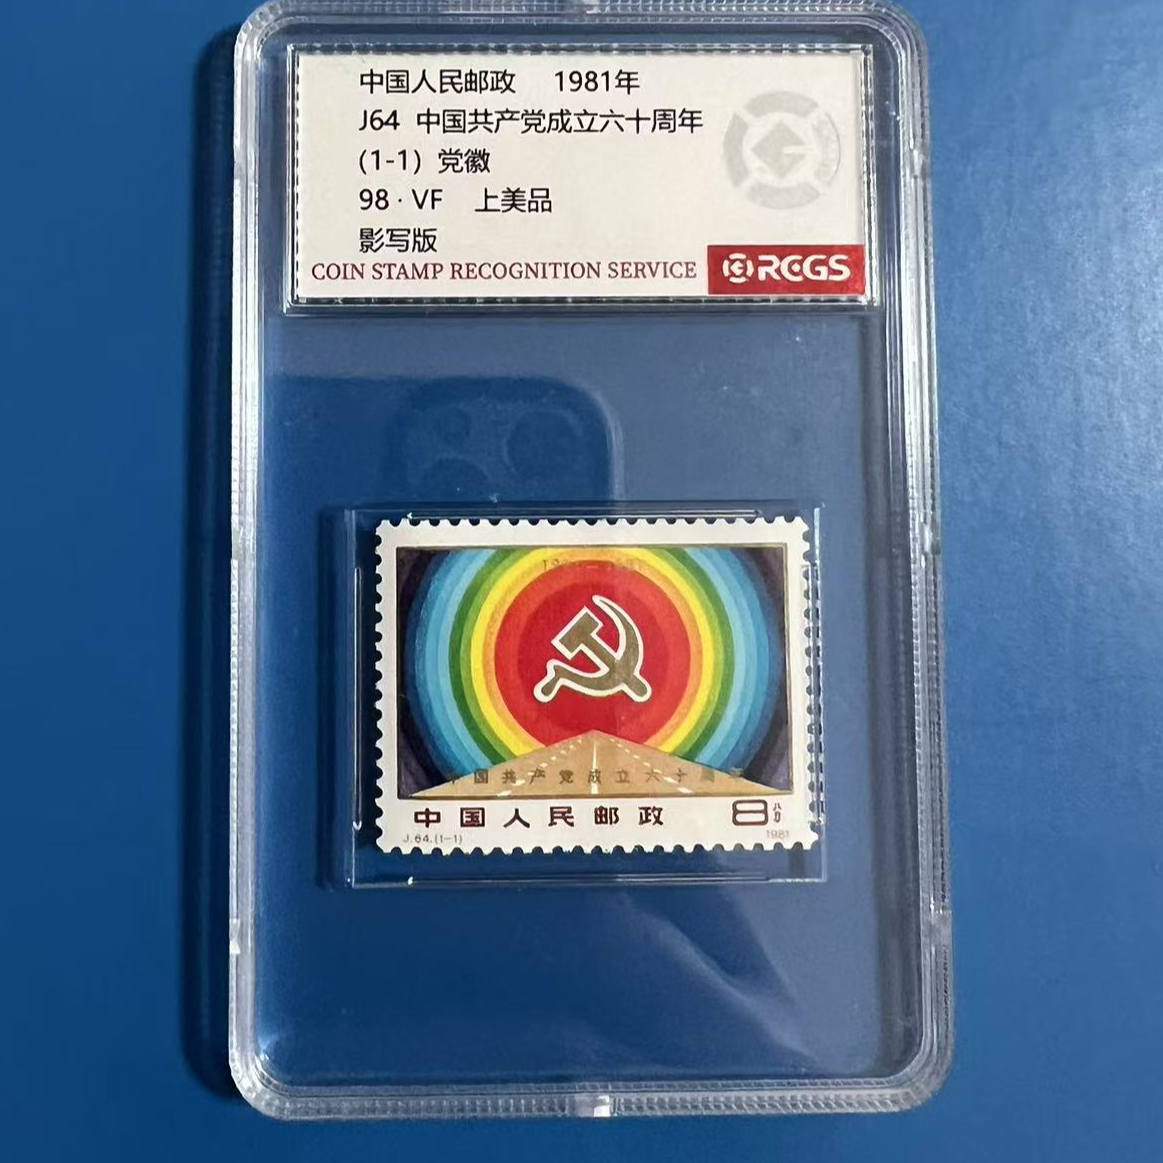 中国人民邮政 1981年
J64 中国共产党成立六十周年
(1-1) 党徽
98 · VF 上美品
影写版
COIN STAMP RECOGNITION SERVICE
RCGS
中国共产党成立六十周年
中国人民邮政 8分
J.64.(1-1) 1981